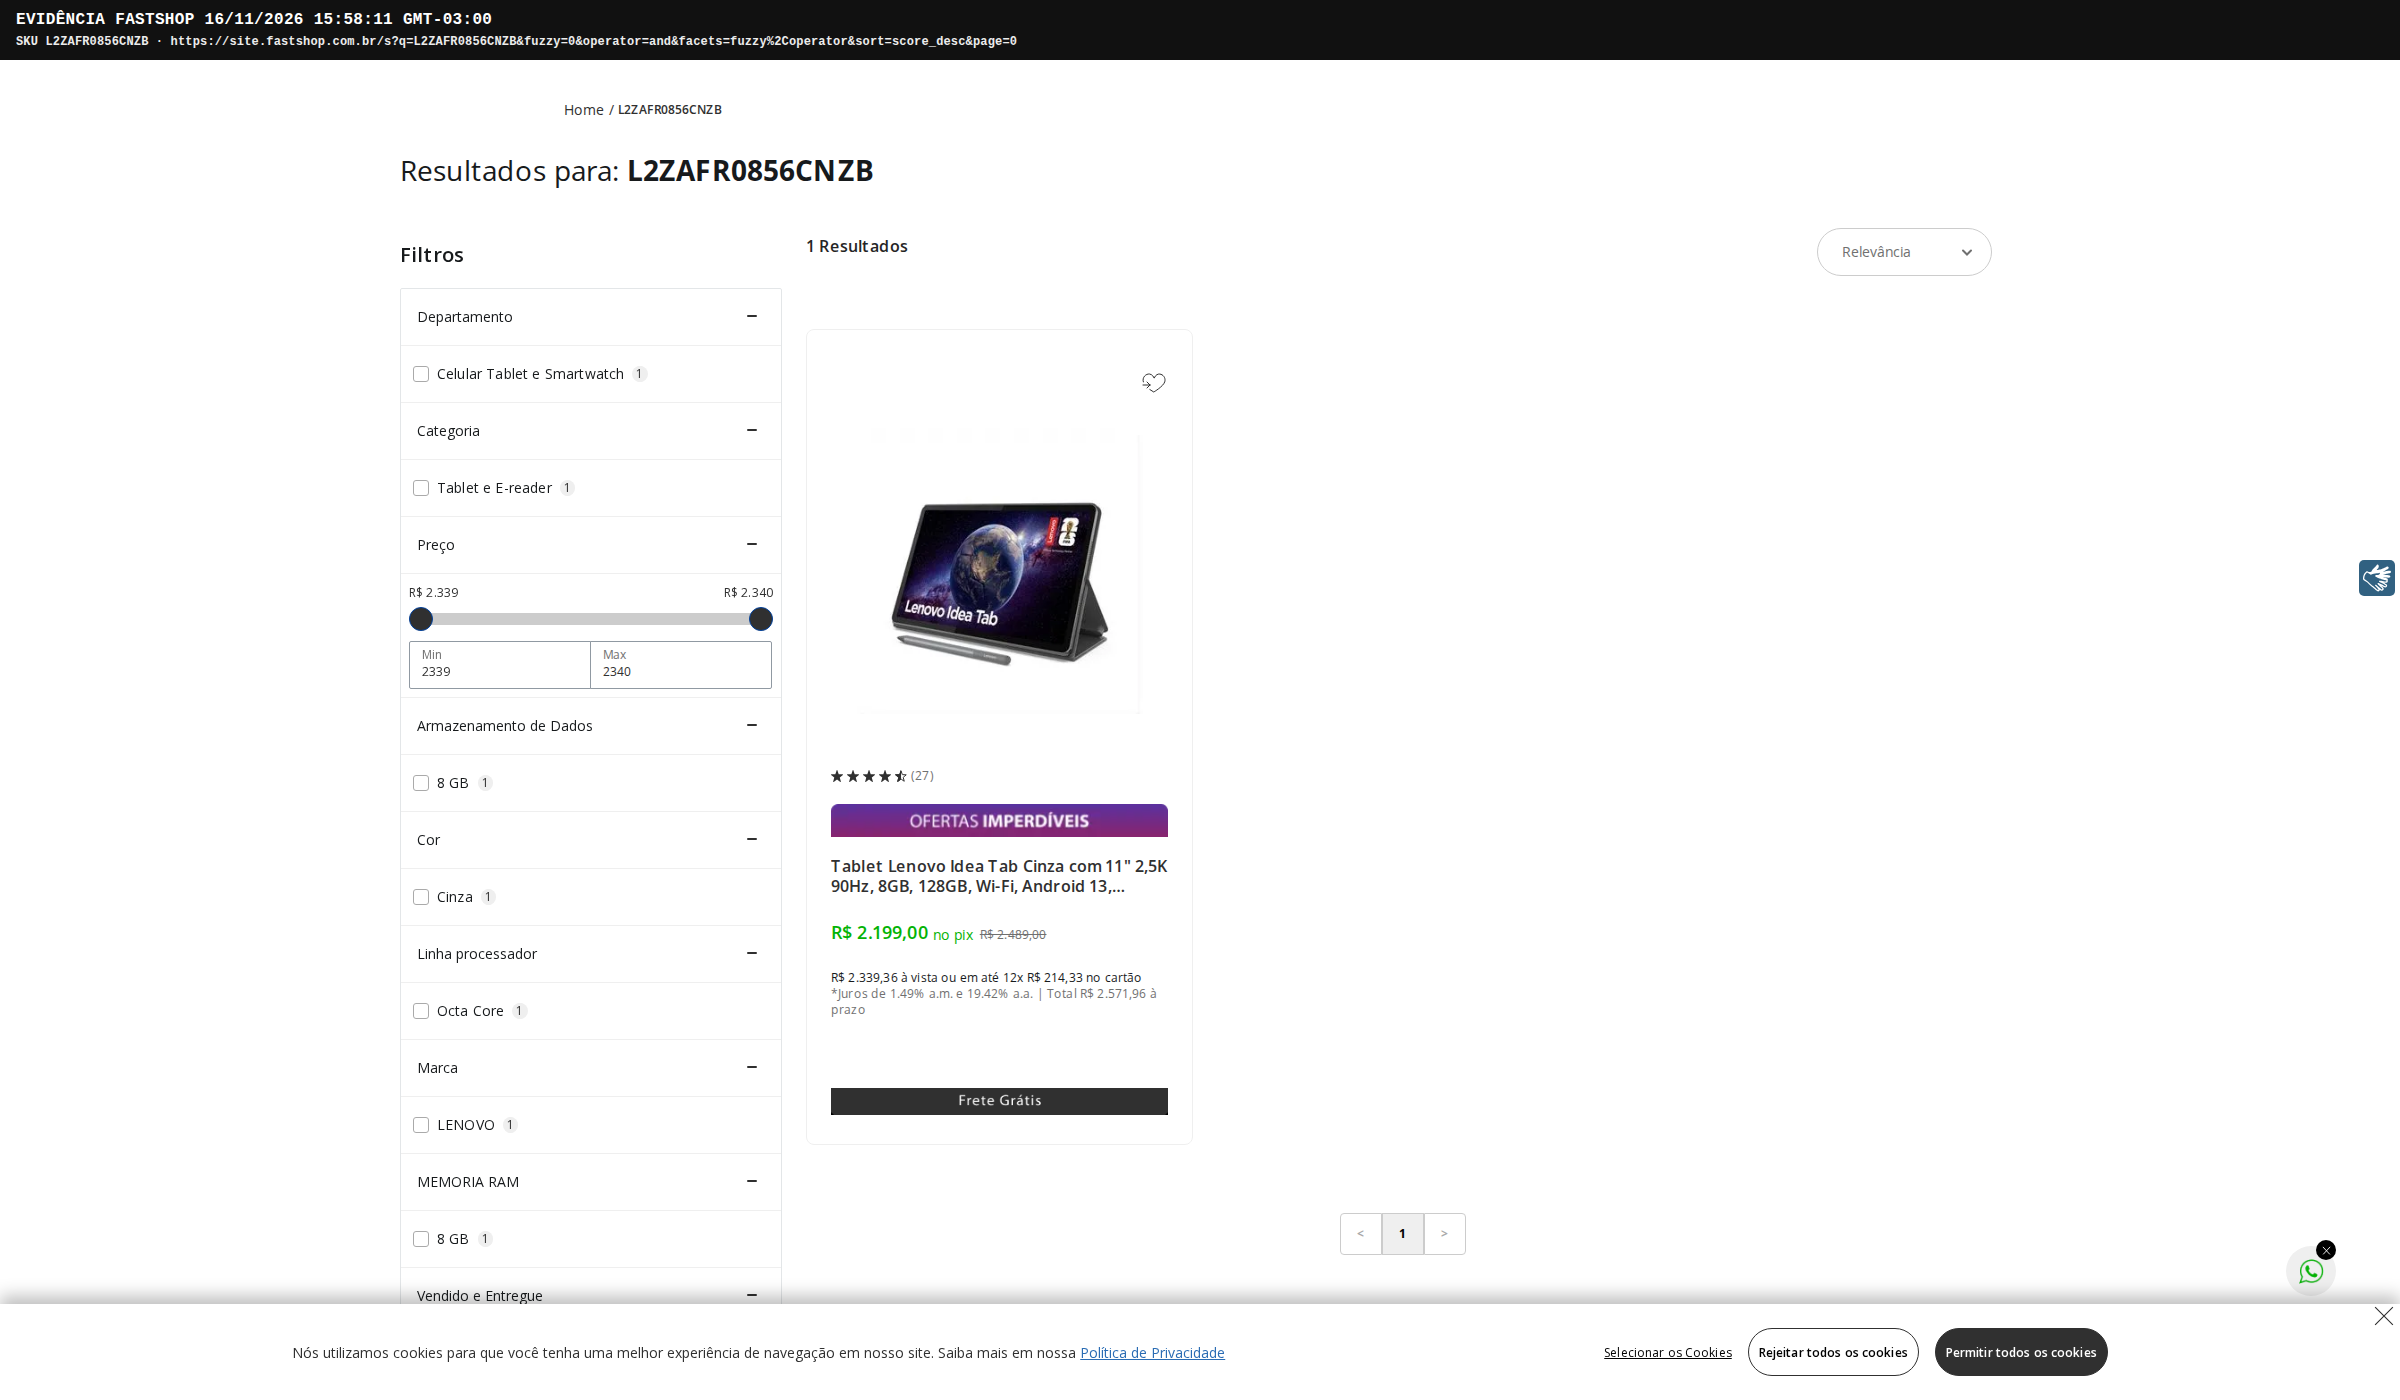 EVIDÊNCIA FASTSHOP 16/11/2026 15:58:11 GMT-03:00
SKU L2ZAFR0856CNZB · https://site.fastshop.com.br/s?q=L2ZAFR0856CNZB&fuzzy=0&operator=and&facets=fuzzy%2Coperator&sort=score_desc&page=0
Home / L2ZAFR0856CNZB
Resultados para: L2ZAFR0856CNZB
Filtros
1 Resultados
Relevância
Departamento
Celular Tablet e Smartwatch 1
Categoria
Tablet e E-reader 1
Preço
R$ 2.339 R$ 2.340
Min Max
2339 2340
Armazenamento de Dados
8 GB 1
Cor
Cinza 1
Linha processador
Octa Core 1
Marca
LENOVO 1
MEMORIA RAM
8 GB 1
Vendido e Entregue
Lenovo
Lenovo Idea Tab
(27)
OFERTAS IMPERDÍVEIS
Tablet Lenovo Idea Tab Cinza com 11" 2,5K
90Hz, 8GB, 128GB, Wi-Fi, Android 13,...
R$ 2.199,00 no pix R$ 2.489,00
R$ 2.339,36 à vista ou em até 12x R$ 214,33 no cartão
*Juros de 1.49% a.m. e 19.42% a.a. | Total R$ 2.571,96 à
prazo
Frete Grátis
< 1 >
Nós utilizamos cookies para que você tenha uma melhor experiência de navegação em nosso site. Saiba mais em nossa Política de Privacidade
Selecionar os Cookies
Rejeitar todos os cookies
Permitir todos os cookies